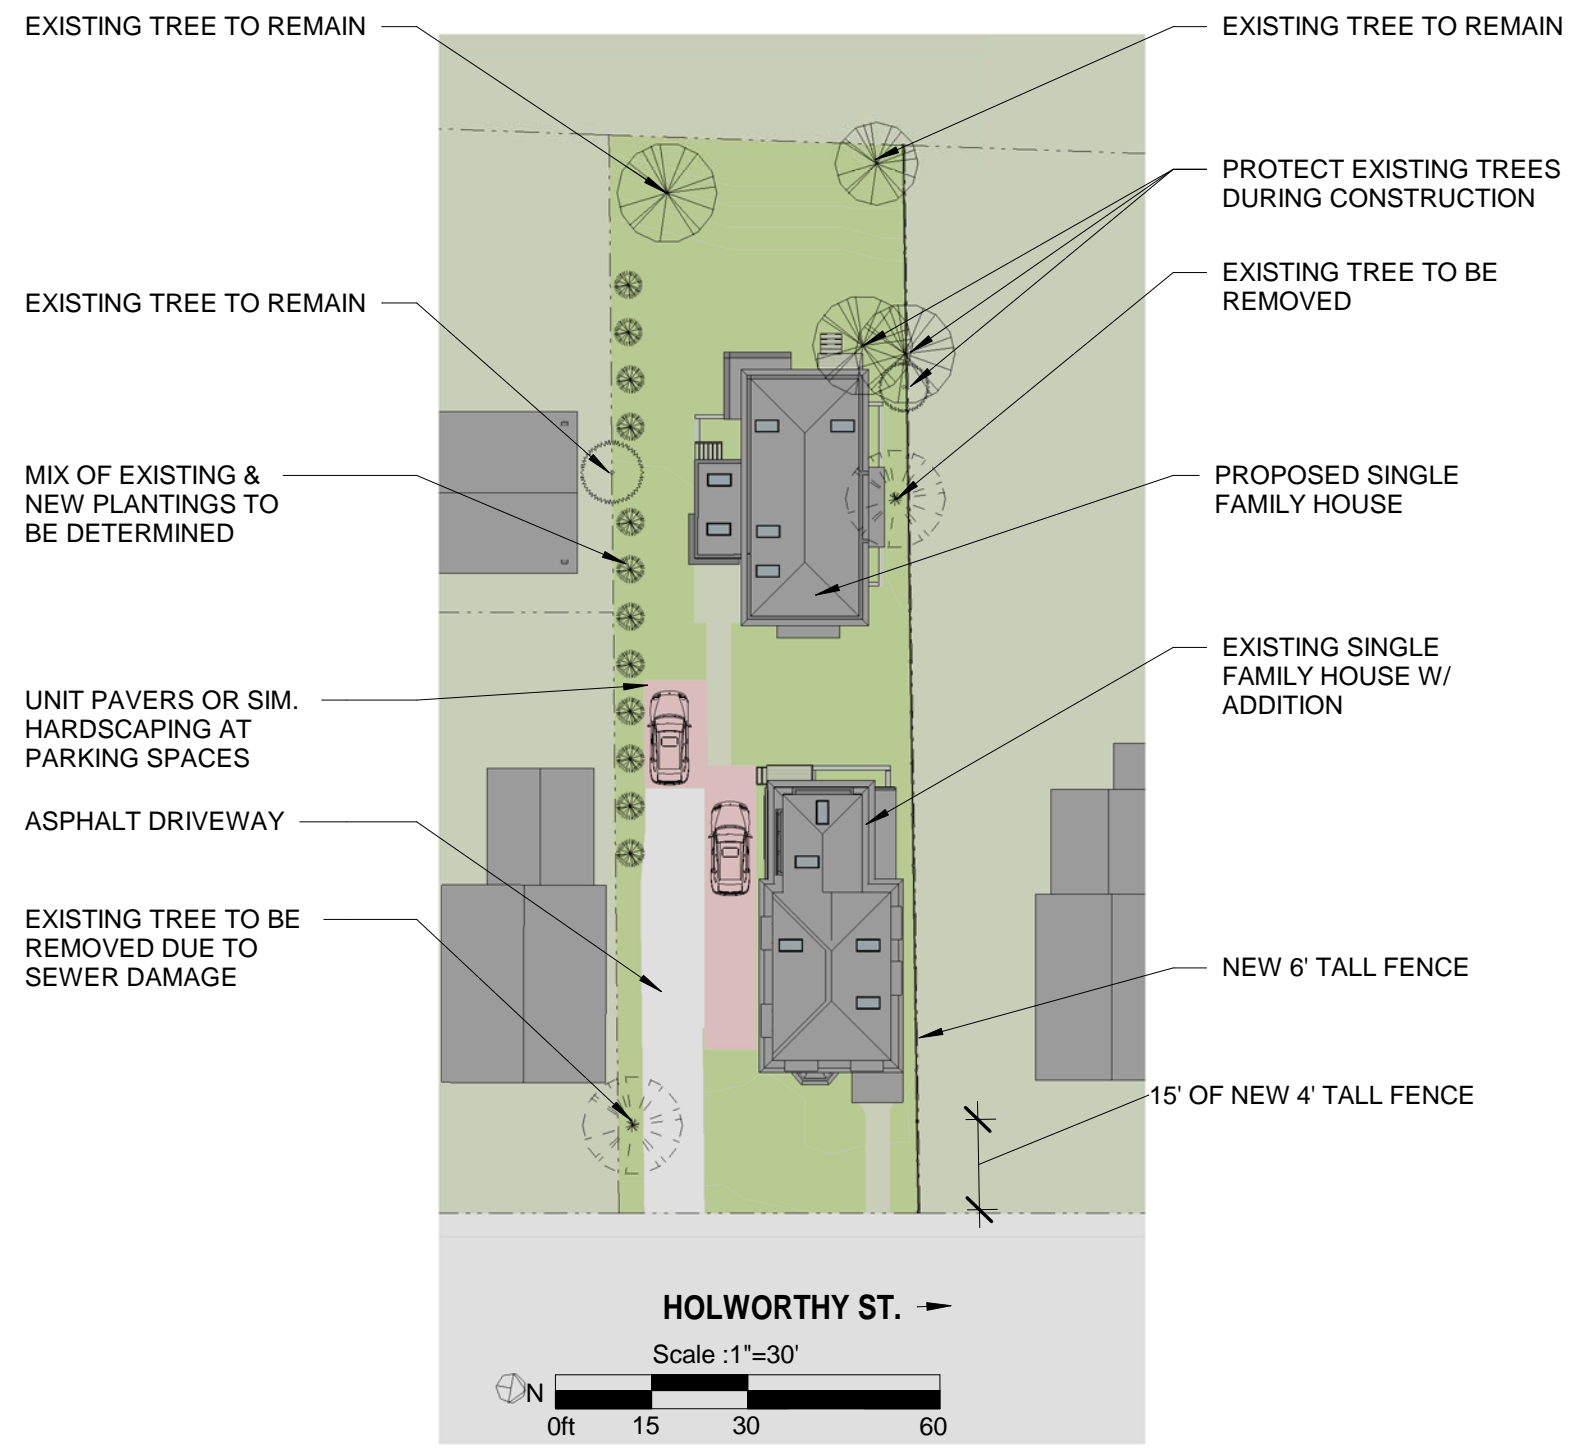 EXISTING TREE TO REMAIN
EXISTING TREE TO REMAIN
PROTECT EXISTING TREES
DURING CONSTRUCTION
EXISTING TREE TO BE
REMOVED
EXISTING TREE TO REMAIN
MIX OF EXISTING &
NEW PLANTINGS TO
BE DETERMINED
PROPOSED SINGLE
FAMILY HOUSE
EXISTING SINGLE
FAMILY HOUSE W/
ADDITION
UNIT PAVERS OR SIM.
HARDSCAPING AT
PARKING SPACES
ASPHALT DRIVEWAY
EXISTING TREE TO BE
REMOVED DUE TO
SEWER DAMAGE
NEW 6' TALL FENCE
15' OF NEW 4' TALL FENCE
HOLWORTHY ST.
Scale :1"=30'
N
0ft 15 30 60